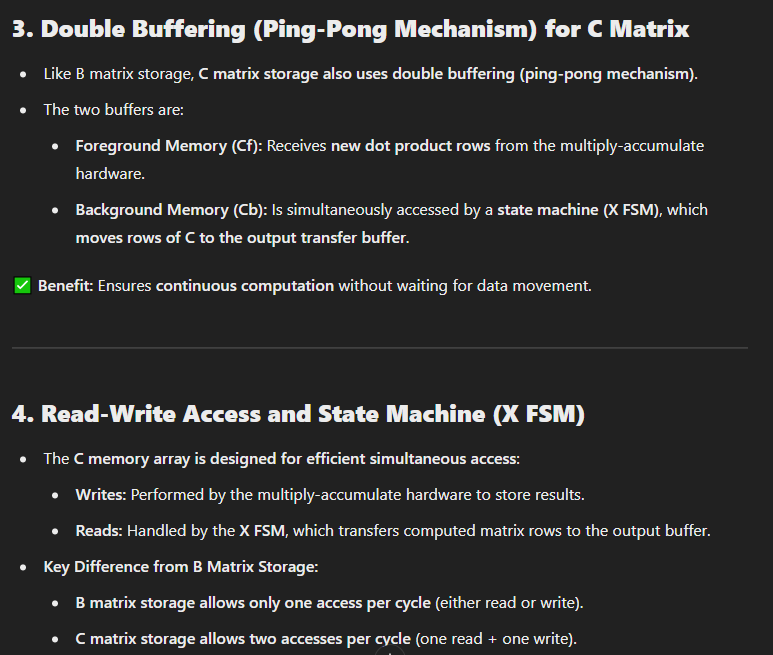 3. Double Buffering (Ping-Pong Mechanism) for C Matrix
Like B matrix storage, C matrix storage also uses double buffering (ping-pong mechanism).
The two buffers are:
Foreground Memory (Cf): Receives new dot product rows from the multiply-accumulate
hardware.
Background Memory (Cb): Is simultaneously accessed by a state machine (X FSM), which
moves rows of C to the output transfer buffer.
Benefit: Ensures continuous computation without waiting for data movement.
4. Read-Write Access and State Machine (X FSM)
The C memory array is designed for efficient simultaneous access:
Writes: Performed by the multiply-accumulate hardware to store results.
Reads: Handled by the X FSM, which transfers computed matrix rows to the output buffer.
Key Difference from B Matrix Storage:
B matrix storage allows only one access per cycle (either read or write).
C matrix storage allows two accesses per cycle (one read + one write).